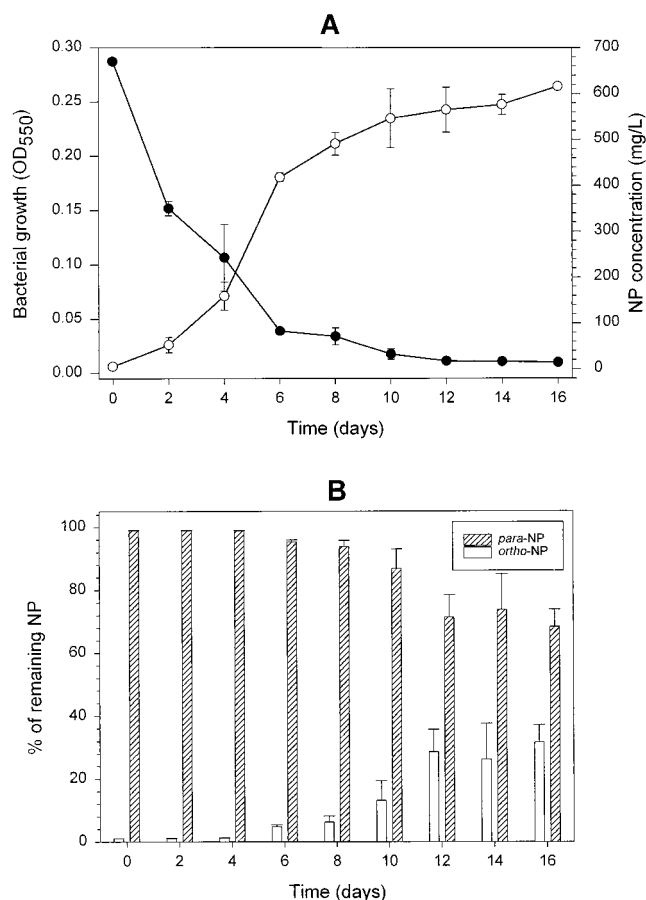 A
Bacterial growth (OD550)
0.30
0.25
0.20
0.15
0.10
0.05
0.00
NP concentration (mg/L)
700
600
500
400
300
200
100
0
0 2 4 6 8 10 12 14 16
Time (days)
B
% of remaining NP
100
80
60
40
20
0
para-NP
ortho-NP
0 2 4 6 8 10 12 14 16
Time (days)